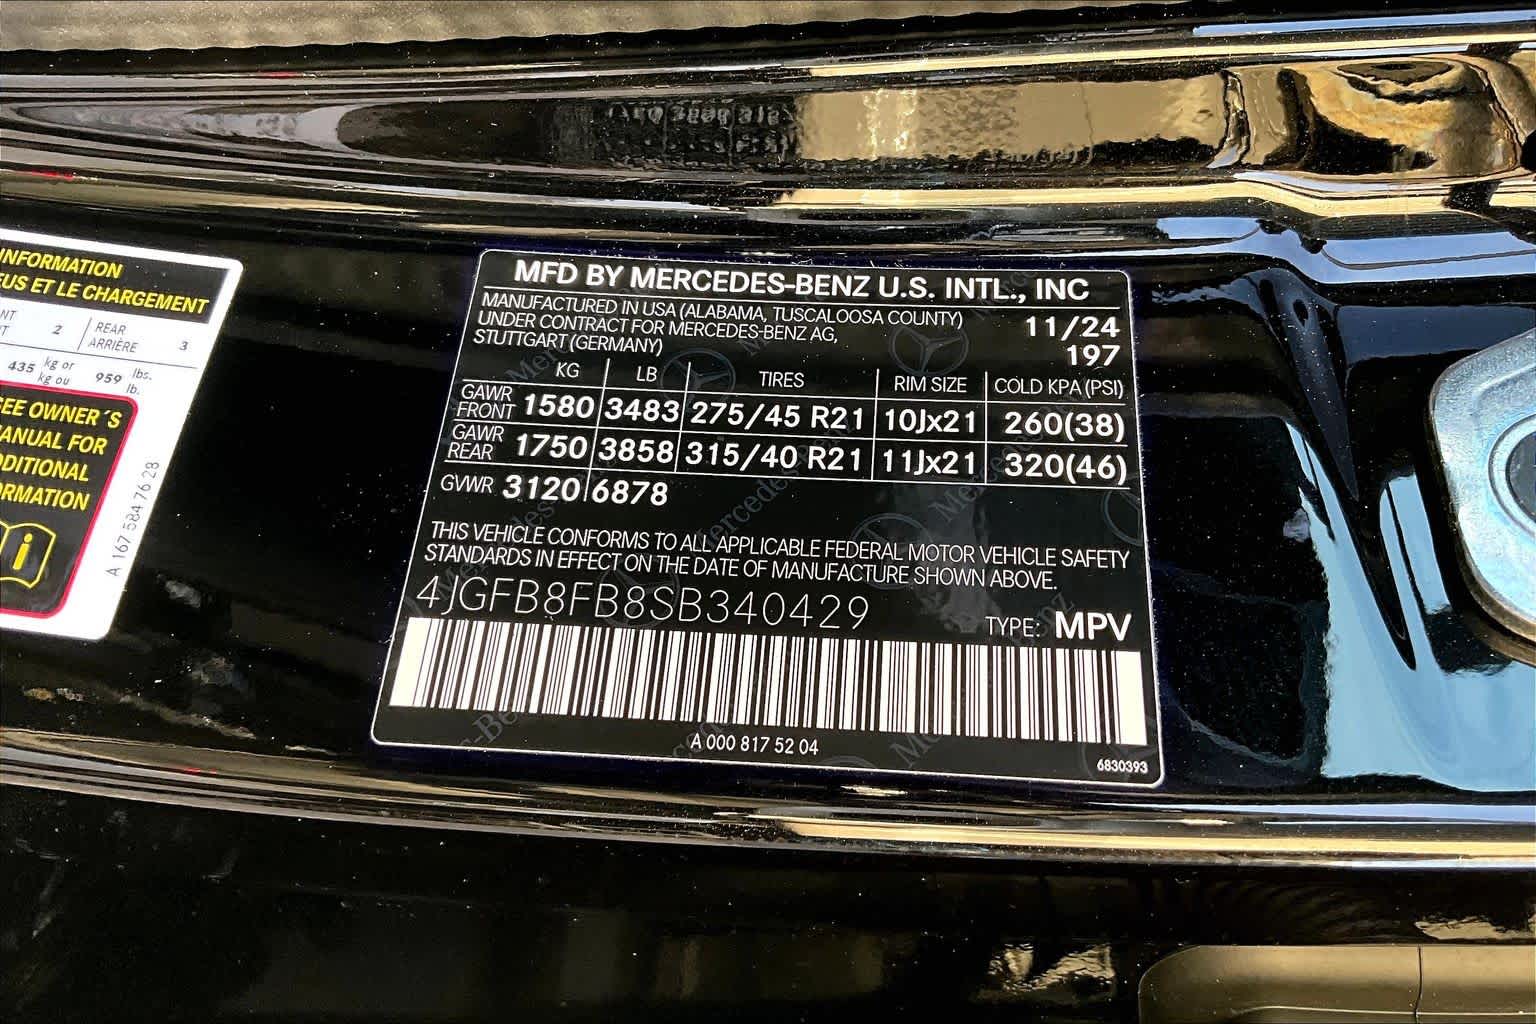 INFORMATION
EUS ET LE CHARGEMENT
2 REAR ARRIÈRE 3
435 kg or kg ou 959 lbs. lb.
SEE OWNER´S
MANUAL FOR
ADDITIONAL
INFORMATION
i
A 167 584 76 28
MFD BY MERCEDES-BENZ U.S. INTL., INC
MANUFACTURED IN USA (ALABAMA, TUSCALOOSA COUNTY)
UNDER CONTRACT FOR MERCEDES-BENZ AG,
STUTTGART (GERMANY)
11/24
197
KG LB TIRES RIM SIZE COLD KPA (PSI)
GAWR FRONT 1580 3483 275/45 R21 10Jx21 260(38)
GAWR REAR 1750 3858 315/40 R21 11Jx21 320(46)
GVWR 3120 6878
THIS VEHICLE CONFORMS TO ALL APPLICABLE FEDERAL MOTOR VEHICLE SAFETY
STANDARDS IN EFFECT ON THE DATE OF MANUFACTURE SHOWN ABOVE.
4JGFB8FB8SB340429
TYPE: MPV
A 000 817 52 04
6830393